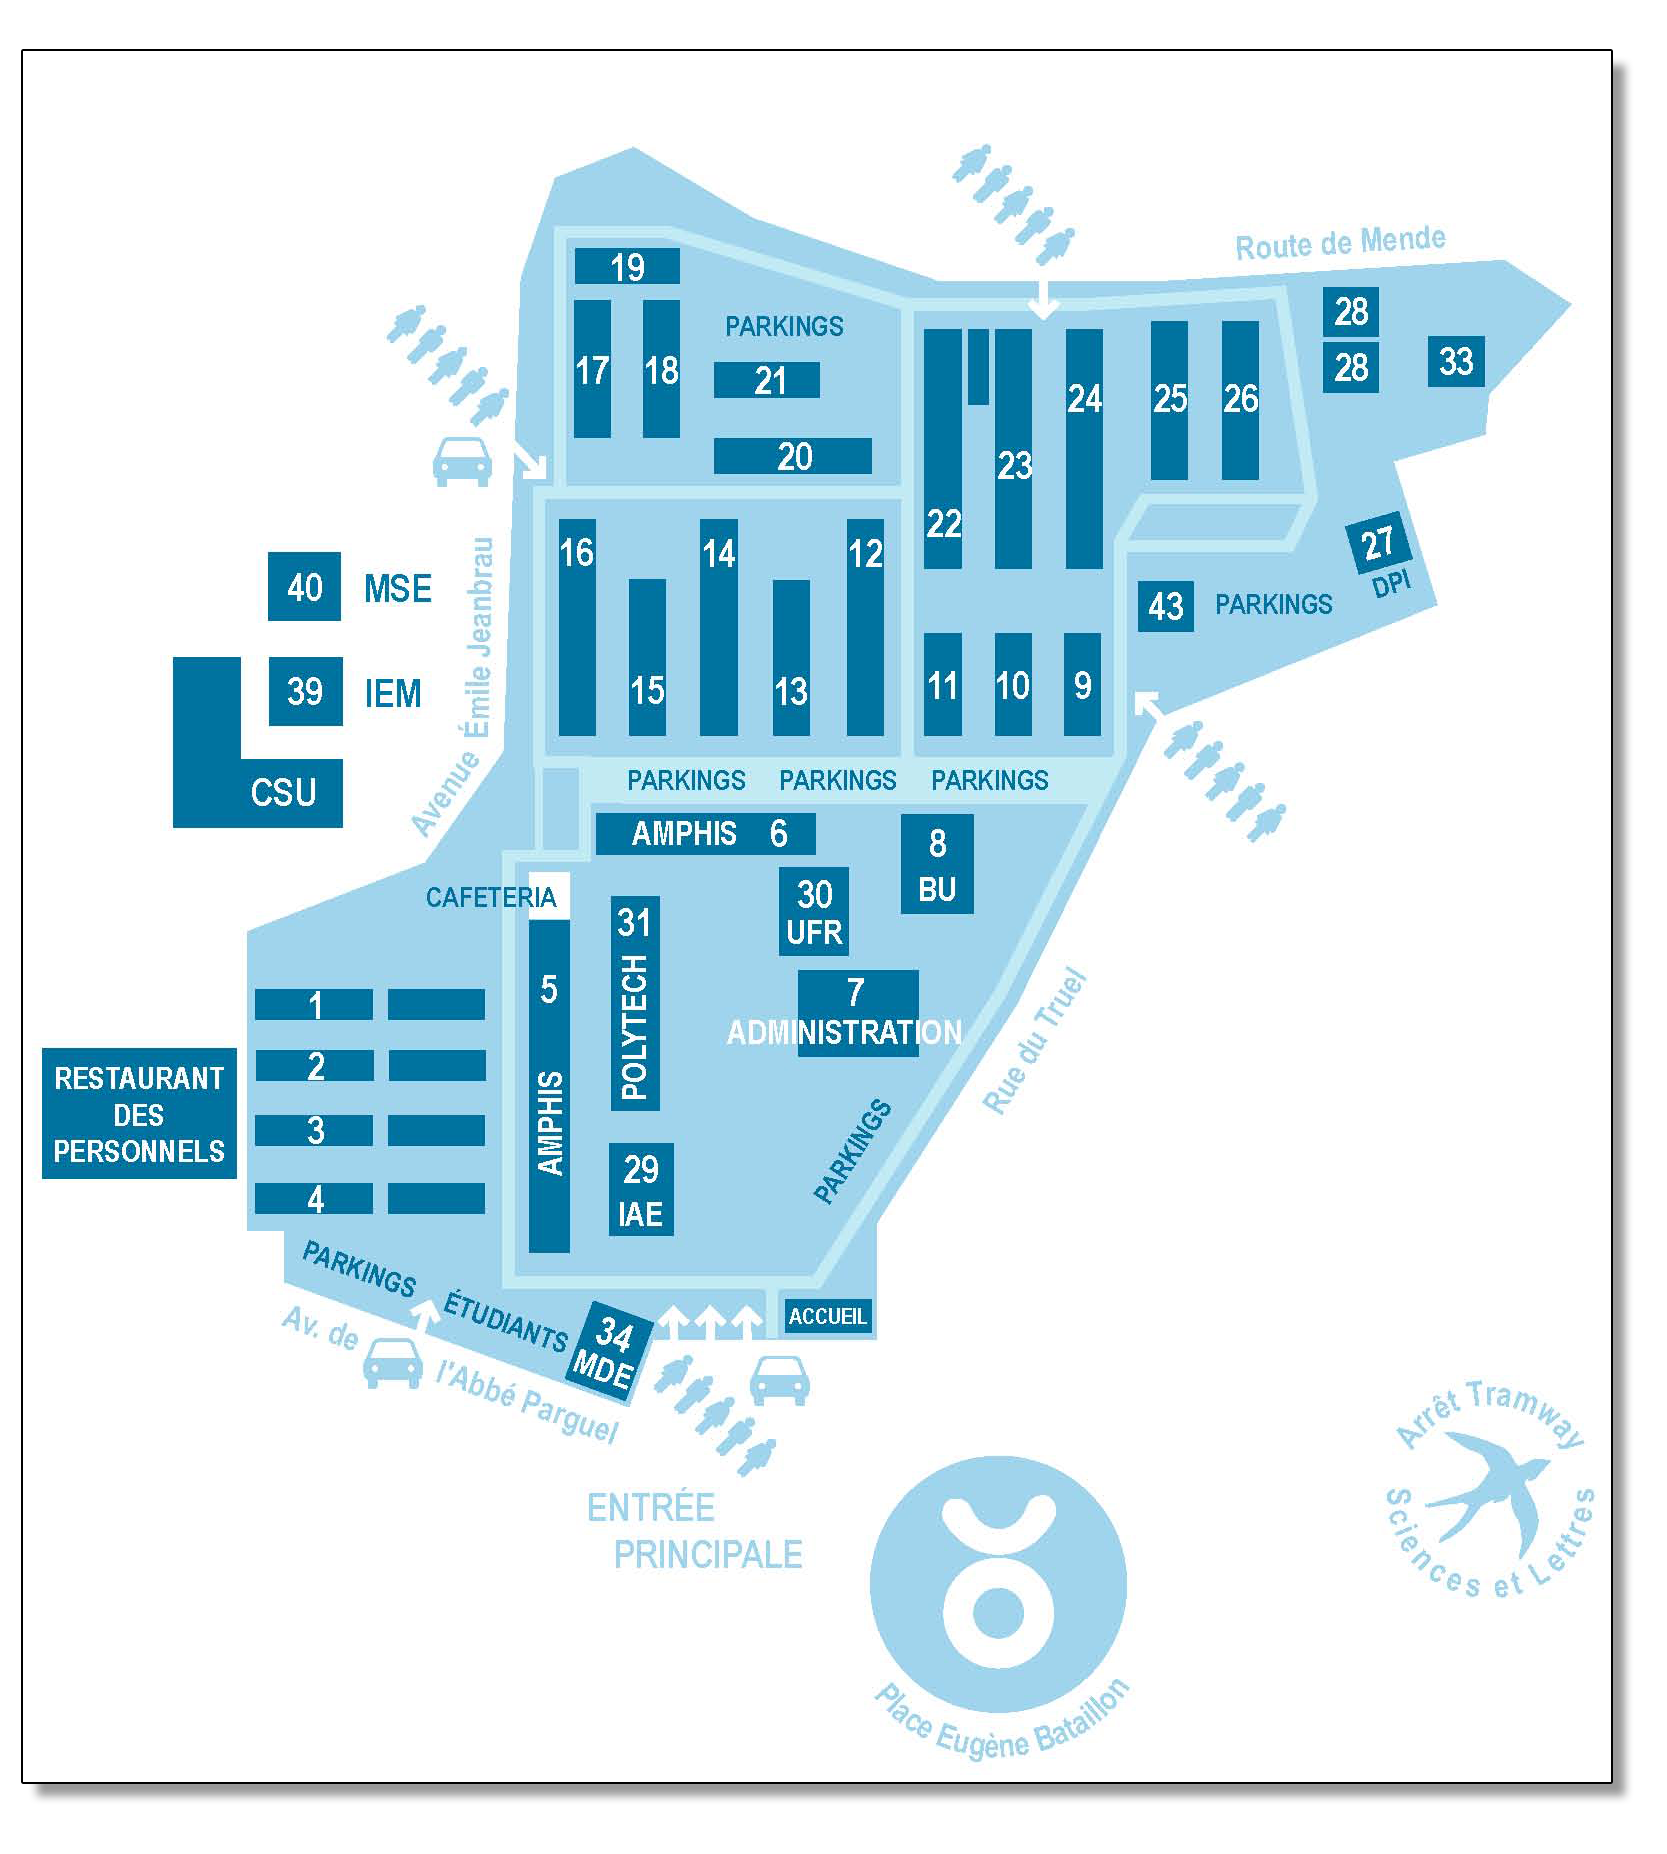 Route de Mende
19
28
PARKINGS
17
18
21
28
33
24
25
26
20
23
22
16
14
12
27
DPI
40
MSE
43
PARKINGS
15
13
11
10
9
39
IEM
Avenue Émile Jeanbrau
CSU
PARKINGS
PARKINGS
PARKINGS
AMPHIS 6
8
BU
CAFETERIA
30
UFR
31
POLYTECH
5
AMPHIS
7
ADMINISTRATION
1
2
3
4
RESTAURANT
DES
PERSONNELS
Rue du Truel
PARKINGS
29
IAE
PARKINGS ÉTUDIANTS
34
MDE
ACCUEIL
Av. de l'Abbé Parguel
ENTRÉE
PRINCIPALE
Arrêt Tramway
Sciences et Lettres
Place Eugène Bataillon